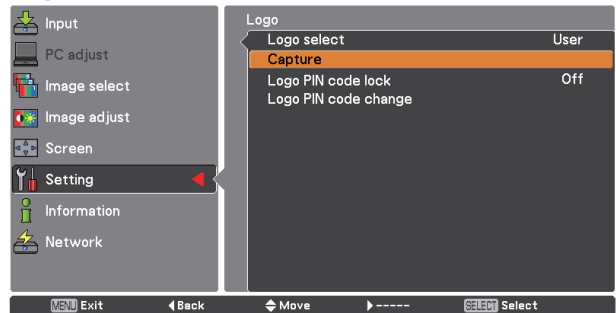 Input
PC adjust
Image select
Image adjust
Screen
Setting
Information
Network
Logo
Logo select User
Capture
Logo PIN code lock Off
Logo PIN code change
MENU Exit Back Move ----- SELECT Select